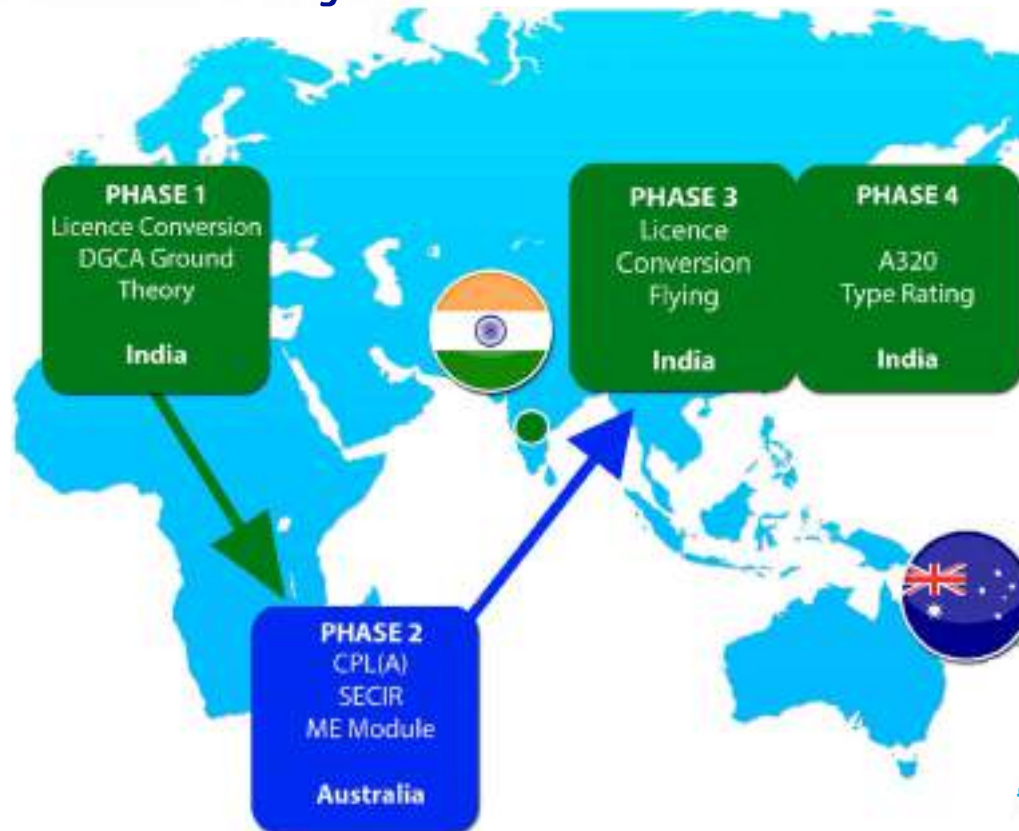 PHASE 1
Licence Conversion
DGCA Ground
Theory
India
PHASE 2
CPL(A)
SECIR
ME Module
Australia
PHASE 3
Licence
Conversion
Flying
India
PHASE 4
A320
Type Rating
India